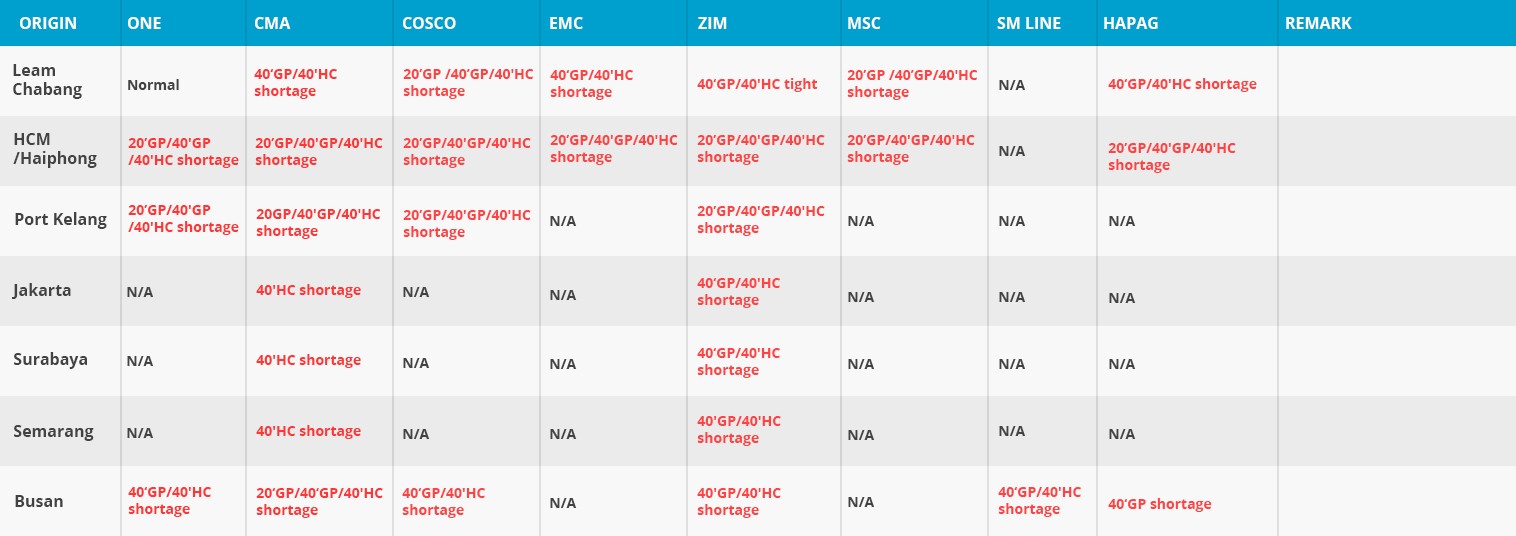 ORIGIN ONE CMA COSCO EMC ZIM MSC SM LINE HAPAG REMARK
Leam
Chabang
Normal
40'GP/40'HC
shortage
20'GP /40'GP/40'HC
shortage
40'GP/40'HC
shortage
40'GP/40'HC tight
20'GP /40'GP/40'HC
shortage
N/A
40'GP/40'HC shortage
HCM
/Haiphong
20'GP/40'GP
/40'HC shortage
20'GP/40'GP/40'HC
shortage
20'GP/40'GP/40'HC
shortage
20'GP/40'GP/40'HC
shortage
20'GP/40'GP/40'HC
shortage
20'GP/40'GP/40'HC
shortage
N/A
20'GP/40'GP/40'HC
shortage
Port Kelang
20'GP/40'GP
/40'HC shortage
20GP/40'GP/40'HC
shortage
20'GP/40'GP/40'HC
shortage
N/A
20'GP/40'GP/40'HC
shortage
N/A
N/A
N/A
Jakarta
N/A
40'HC shortage
N/A
N/A
40'GP/40'HC
shortage
N/A
N/A
N/A
Surabaya
N/A
40'HC shortage
N/A
N/A
40'GP/40'HC
shortage
N/A
N/A
N/A
Semarang
N/A
40'HC shortage
N/A
N/A
40'GP/40'HC
shortage
N/A
N/A
N/A
Busan
40'GP/40'HC
shortage
20'GP/40'GP/40'HC
shortage
40'GP/40'HC
shortage
N/A
40'GP/40'HC
shortage
N/A
40'GP/40'HC
shortage
40'GP shortage